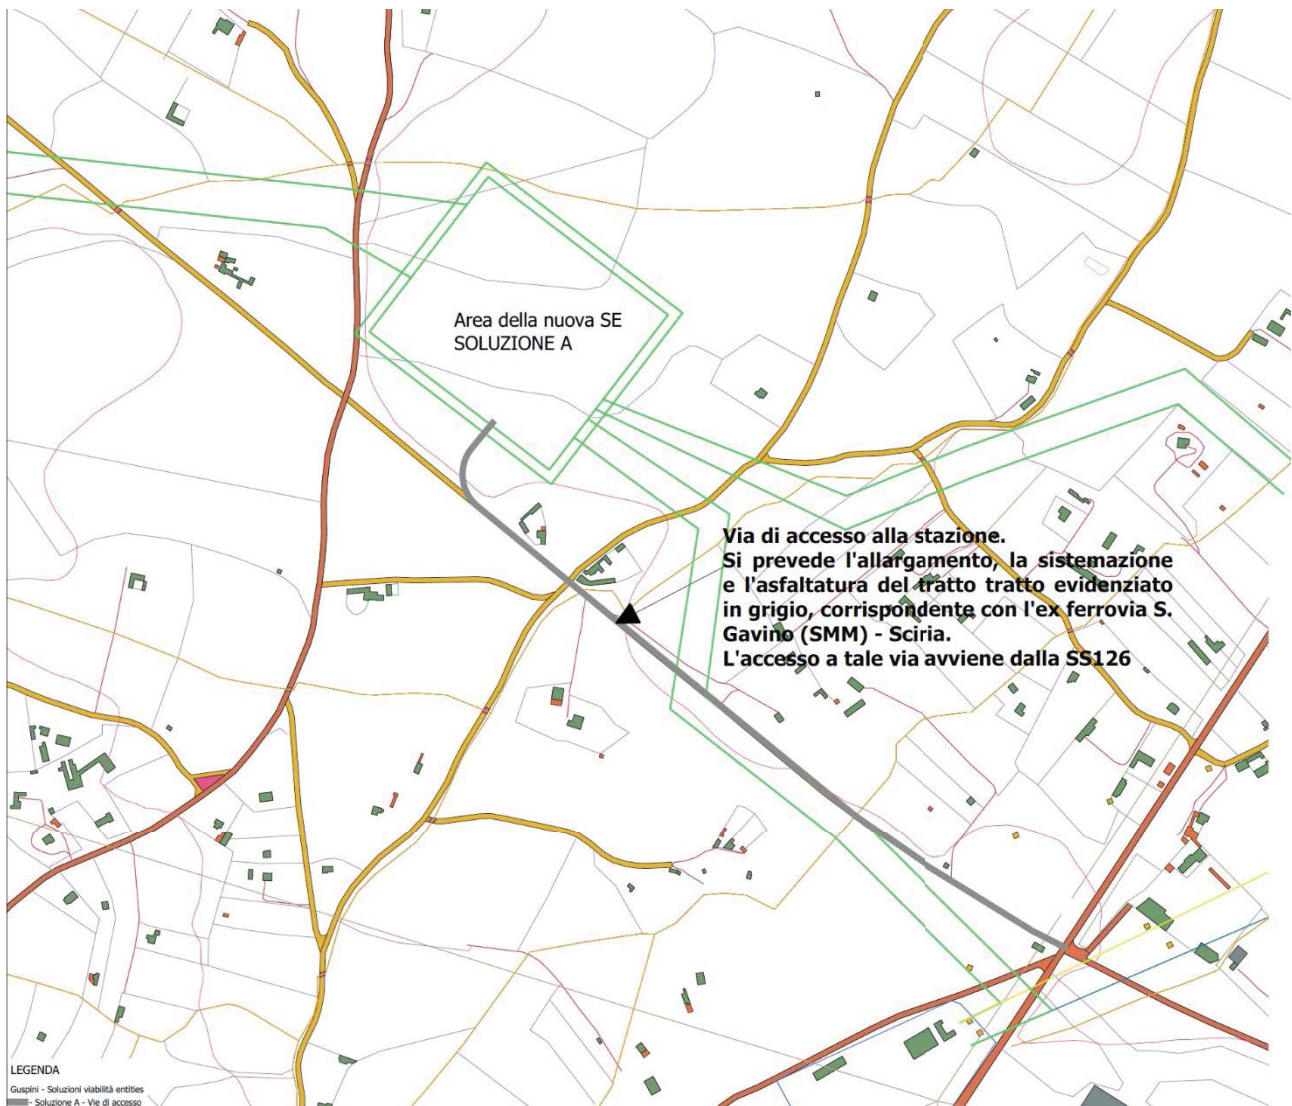 Area della nuova SE
SOLUZIONE A
Via di accesso alla stazione.
Si prevede l'allargamento, la sistemazione
e l'asfaltatura del tratto tratto evidenziato
in grigio, corrispondente con l'ex ferrovia S.
Gavino (SMM) - Sciria.
L'accesso a tale via avviene dalla SS126
LEGENDA
Guspini - Soluzioni viabilità entities
- Soluzione A - Vie di accesso